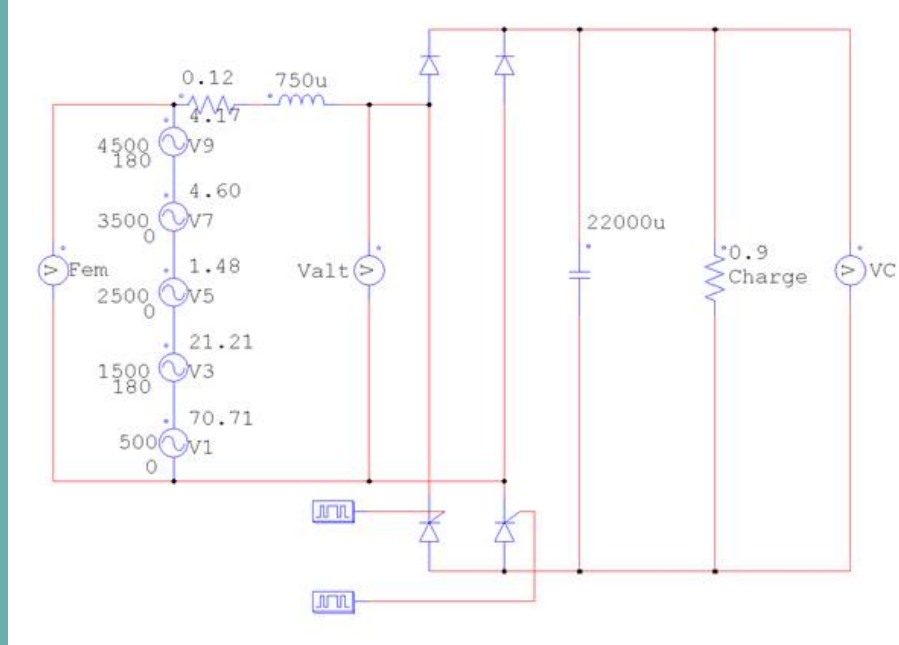 0.12
750u
4.17
4500
180
V9
4.60
3500
0
V7
22000u
Fem
V
1.48
2500
0
V5
Valt
V
0.9
Charge
V
VC
21.21
1500
180
V3
70.71
500
0
V1